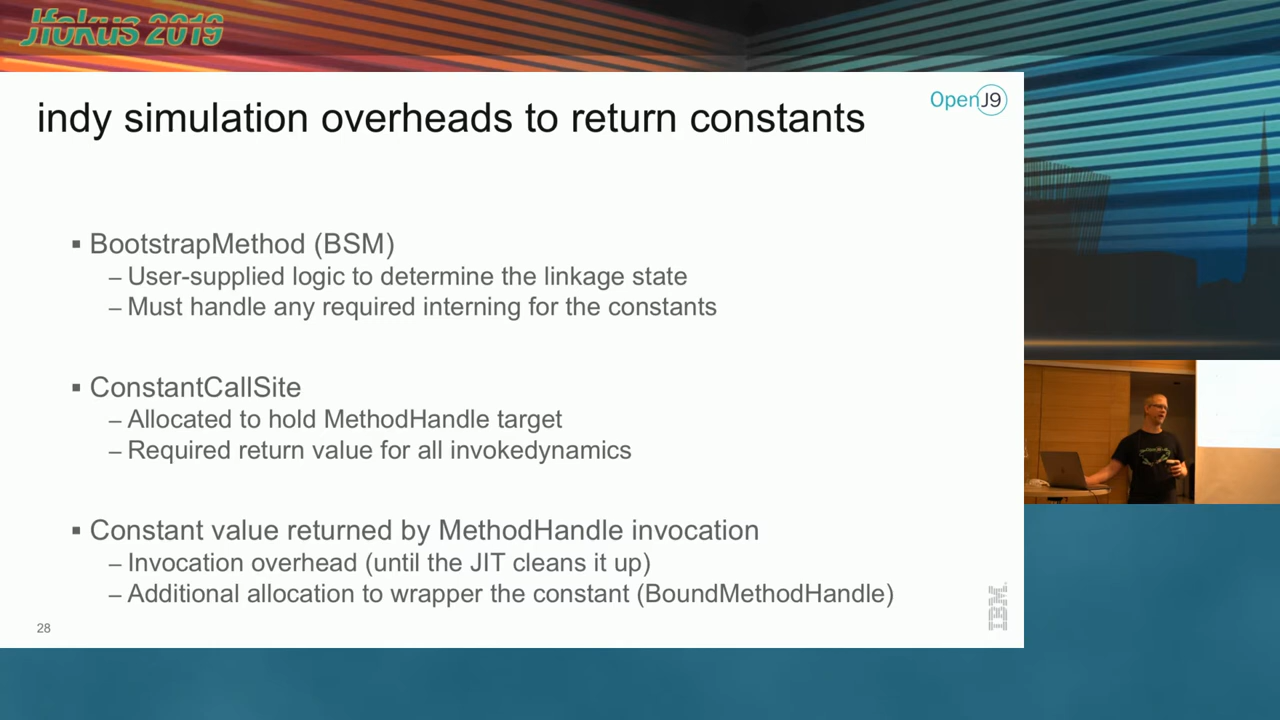 Jfokus 2019
indy simulation overheads to return constants
OpenJ9
▪ BootstrapMethod (BSM)
– User-supplied logic to determine the linkage state
– Must handle any required interning for the constants
▪ ConstantCallSite
– Allocated to hold MethodHandle target
– Required return value for all invokedynamics
▪ Constant value returned by MethodHandle invocation
– Invocation overhead (until the JIT cleans it up)
– Additional allocation to wrapper the constant (BoundMethodHandle)
28
IBM